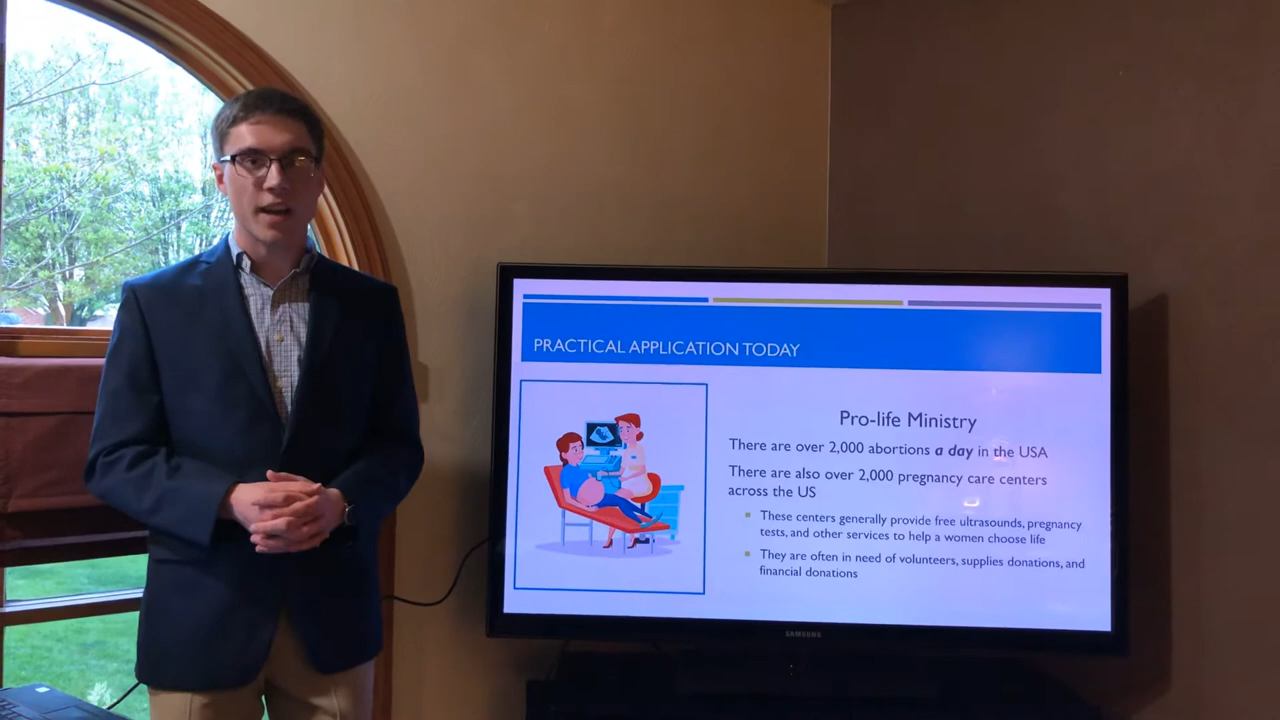 PRACTICAL APPLICATION TODAY
Pro-life Ministry
There are over 2,000 abortions a day in the USA
There are also over 2,000 pregnancy care centers
across the US
These centers generally provide free ultrasounds, pregnancy
tests, and other services to help a women choose life
They are often in need of volunteers, supplies donations, and
financial donations
SAMSUNG